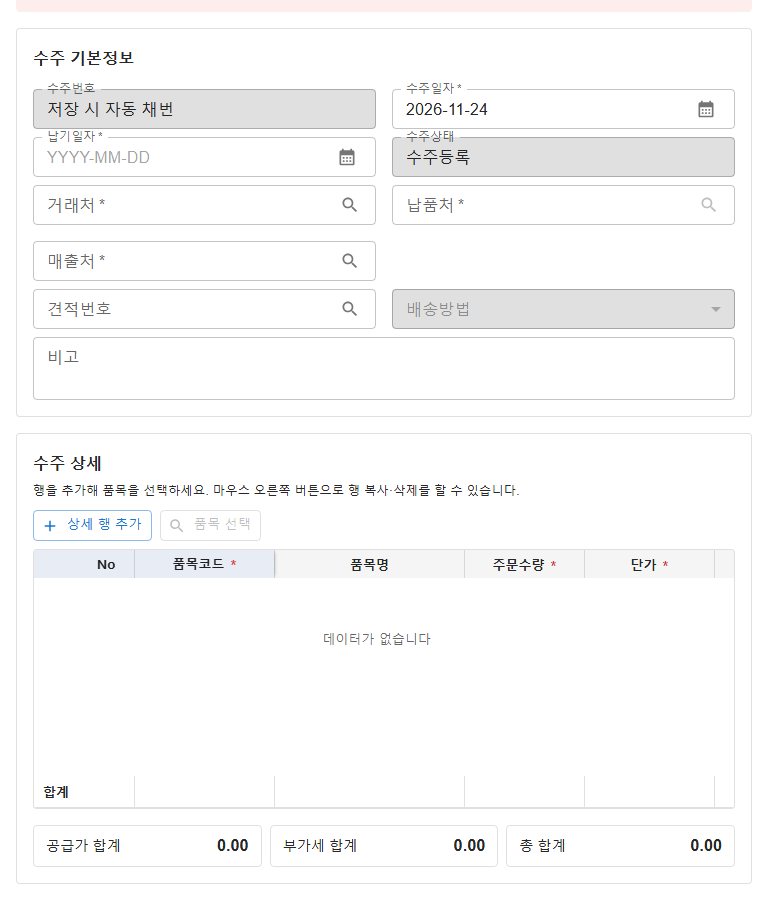 수주 기본정보
수주번호
저장 시 자동 채번
수주일자 *
2026-11-24
납기일자 *
YYYY-MM-DD
수주상태
수주등록
거래처 *
납품처 *
매출처 *
견적번호
배송방법
비고
수주 상세
행을 추가해 품목을 선택하세요. 마우스 오른쪽 버튼으로 행 복사·삭제를 할 수 있습니다.
상세 행 추가
품목 선택
No 품목코드 * 품목명 주문수량 * 단가 *
데이터가 없습니다
합계
공급가 합계 0.00
부가세 합계 0.00
총 합계 0.00